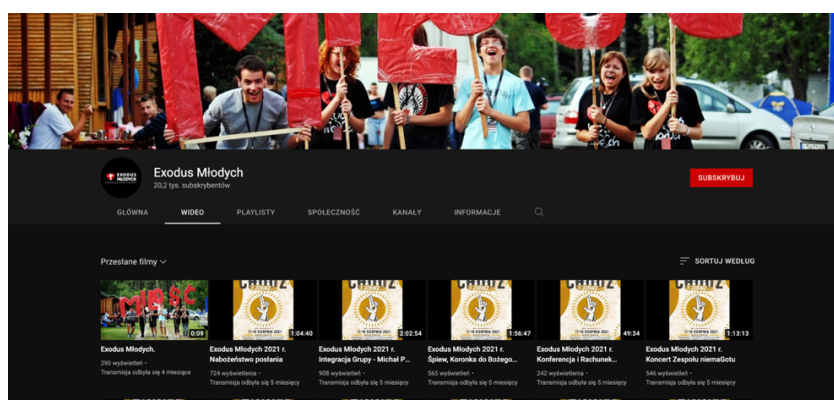 EXODUS
MŁODYCH
Exodus Młodych
20,2 tys. subskrybentów
SUBSKRYBUJ
GŁÓWNA WIDEO PLAYLISTY SPOŁECZNOŚĆ KANAŁY INFORMACJE
Przesłane filmy
SORTUJ WEDŁUG
0:09
Exodus Młodych.
290 wyświetleń •
Transmisja odbyła się 4 miesiące
1:04:40
Exodus Młodych 2021 r.
Nabożeństwo posłania
724 wyświetlenia •
Transmisja odbyła się 5 miesięcy
2:02:54
Exodus Młodych 2021 r.
Integracja Grupy - Michał P...
908 wyświetleń •
Transmisja odbyła się 5 miesięcy
1:56:47
Exodus Młodych 2021 r.
Śpiew, Koronka do Bożego...
565 wyświetleń •
Transmisja odbyła się 5 miesięcy
49:34
Exodus Młodych 2021 r.
Konferencja i Rachunek...
242 wyświetlenia •
Transmisja odbyła się 5 miesięcy
1:13:13
Exodus Młodych 2021 r.
Koncert Zespołu niemaGotu
546 wyświetleń •
Transmisja odbyła się 5 miesięcy